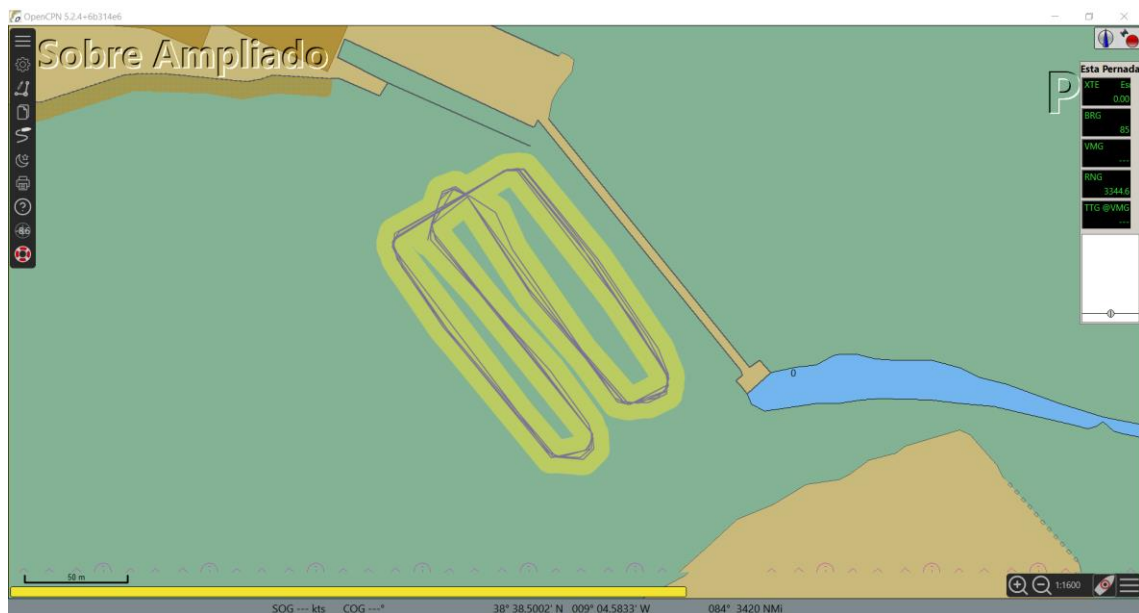 OpenCPN 5.2.4+6b314e6
Sobre Ampliado
P
Esta Pernada
XTE Esi
0.00
BRG
85
VMG
---
RNG
3344.6
TTG @VMG
---
0
50 m
1:1600
SOG --- kts COG ---° 38° 38.5002' N 009° 04.5833' W 084° 3420 NMi